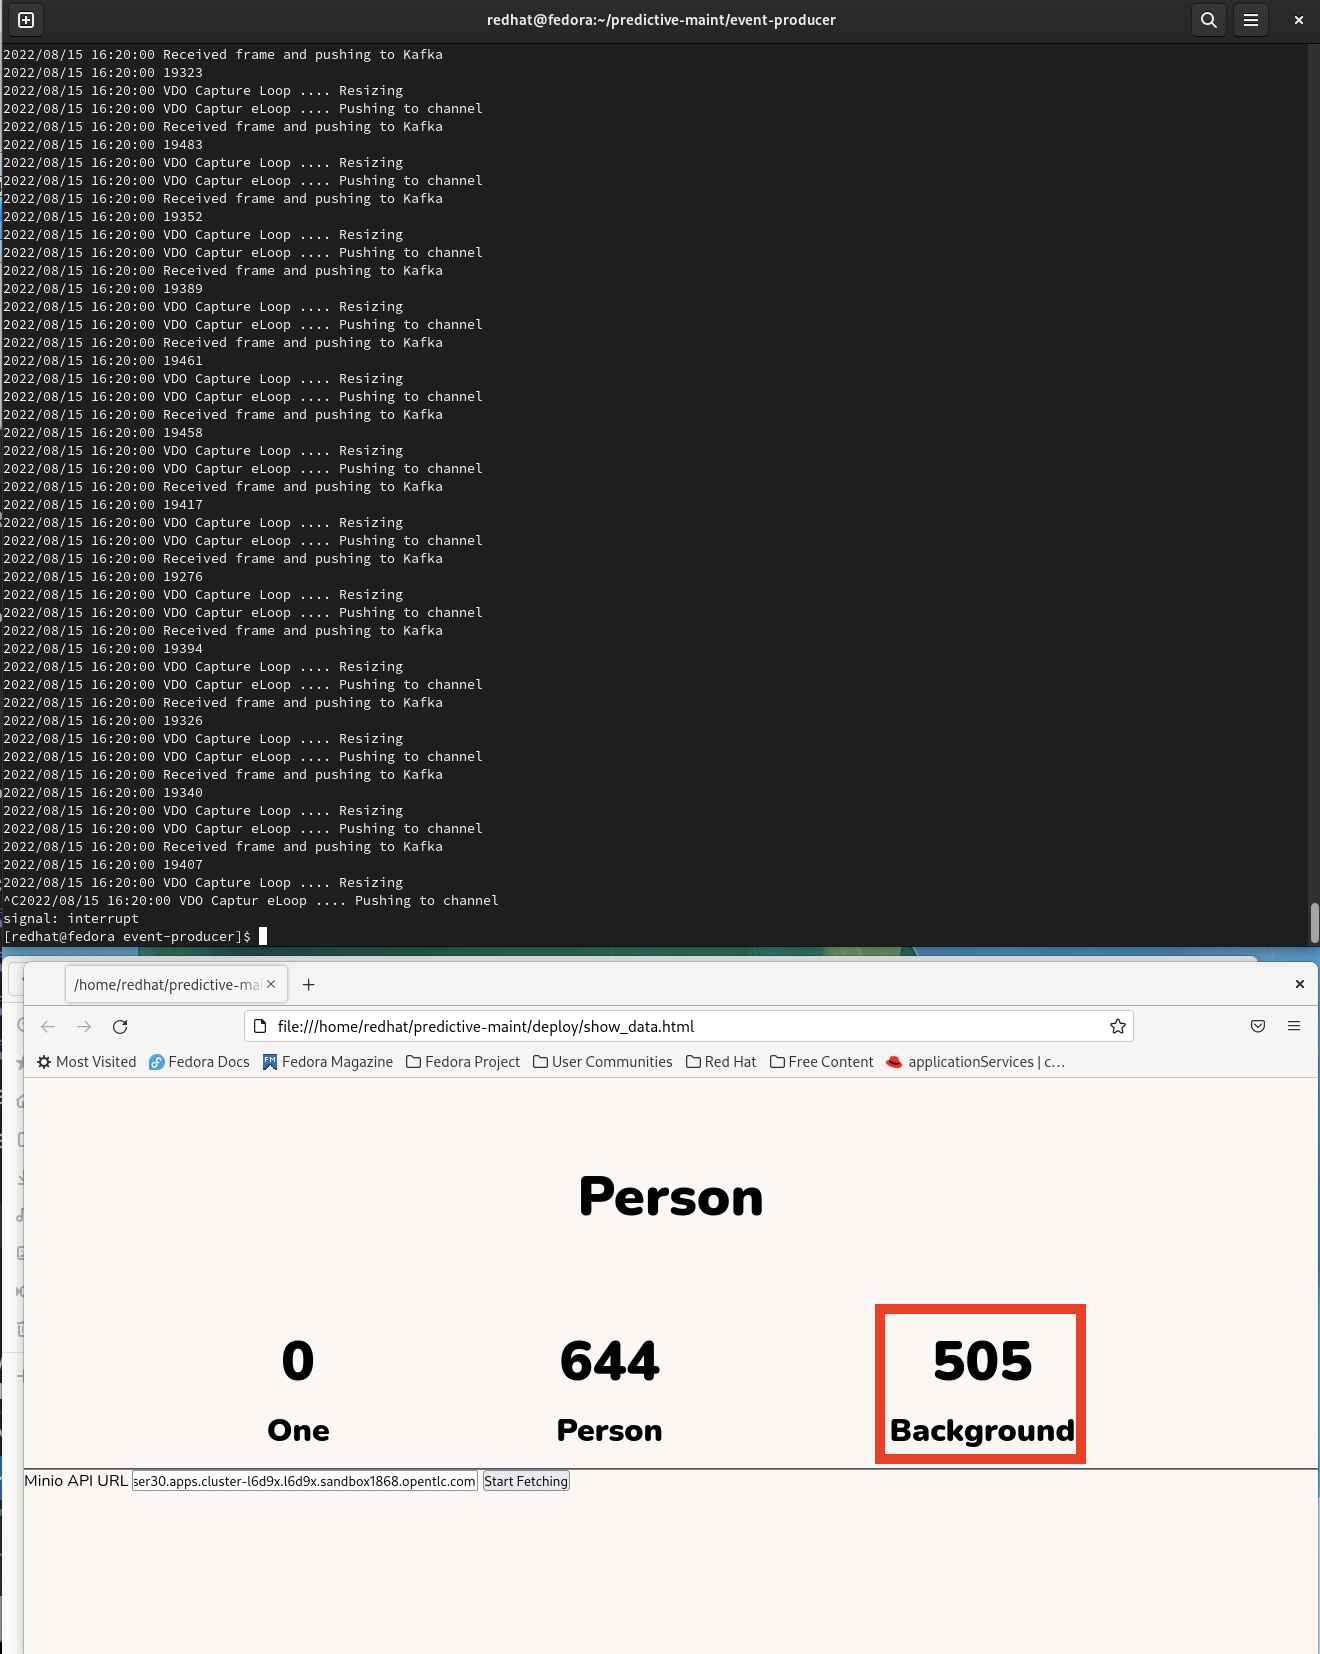 redhat@fedora:~/predictive-maint/event-producer
2022/08/15 16:20:00 Received frame and pushing to Kafka
2022/08/15 16:20:00 19323
2022/08/15 16:20:00 VDO Capture Loop .... Resizing
2022/08/15 16:20:00 VDO Captur eLoop .... Pushing to channel
2022/08/15 16:20:00 Received frame and pushing to Kafka
2022/08/15 16:20:00 19483
2022/08/15 16:20:00 VDO Capture Loop .... Resizing
2022/08/15 16:20:00 VDO Captur eLoop .... Pushing to channel
2022/08/15 16:20:00 Received frame and pushing to Kafka
2022/08/15 16:20:00 19352
2022/08/15 16:20:00 VDO Capture Loop .... Resizing
2022/08/15 16:20:00 VDO Captur eLoop .... Pushing to channel
2022/08/15 16:20:00 Received frame and pushing to Kafka
2022/08/15 16:20:00 19389
2022/08/15 16:20:00 VDO Capture Loop .... Resizing
2022/08/15 16:20:00 VDO Captur eLoop .... Pushing to channel
2022/08/15 16:20:00 Received frame and pushing to Kafka
2022/08/15 16:20:00 19461
2022/08/15 16:20:00 VDO Capture Loop .... Resizing
2022/08/15 16:20:00 VDO Captur eLoop .... Pushing to channel
2022/08/15 16:20:00 Received frame and pushing to Kafka
2022/08/15 16:20:00 19458
2022/08/15 16:20:00 VDO Capture Loop .... Resizing
2022/08/15 16:20:00 VDO Captur eLoop .... Pushing to channel
2022/08/15 16:20:00 Received frame and pushing to Kafka
2022/08/15 16:20:00 19417
2022/08/15 16:20:00 VDO Capture Loop .... Resizing
2022/08/15 16:20:00 VDO Captur eLoop .... Pushing to channel
2022/08/15 16:20:00 Received frame and pushing to Kafka
2022/08/15 16:20:00 19276
2022/08/15 16:20:00 VDO Capture Loop .... Resizing
2022/08/15 16:20:00 VDO Captur eLoop .... Pushing to channel
2022/08/15 16:20:00 Received frame and pushing to Kafka
2022/08/15 16:20:00 19394
2022/08/15 16:20:00 VDO Capture Loop .... Resizing
2022/08/15 16:20:00 VDO Captur eLoop .... Pushing to channel
2022/08/15 16:20:00 Received frame and pushing to Kafka
2022/08/15 16:20:00 19326
2022/08/15 16:20:00 VDO Capture Loop .... Resizing
2022/08/15 16:20:00 VDO Captur eLoop .... Pushing to channel
2022/08/15 16:20:00 Received frame and pushing to Kafka
2022/08/15 16:20:00 19340
2022/08/15 16:20:00 VDO Capture Loop .... Resizing
2022/08/15 16:20:00 VDO Captur eLoop .... Pushing to channel
2022/08/15 16:20:00 Received frame and pushing to Kafka
2022/08/15 16:20:00 19407
2022/08/15 16:20:00 VDO Capture Loop .... Resizing
^C2022/08/15 16:20:00 VDO Captur eLoop .... Pushing to channel
signal: interrupt
[redhat@fedora event-producer]$
/home/redhat/predictive-mai
file:///home/redhat/predictive-maint/deploy/show_data.html
Most Visited Fedora Docs Fedora Magazine Fedora Project User Communities Red Hat Free Content applicationServices | c…
Person
0 644 505
One Person Background
Minio API URL ser30.apps.cluster-l6d9x.l6d9x.sandbox1868.opentlc.com Start Fetching